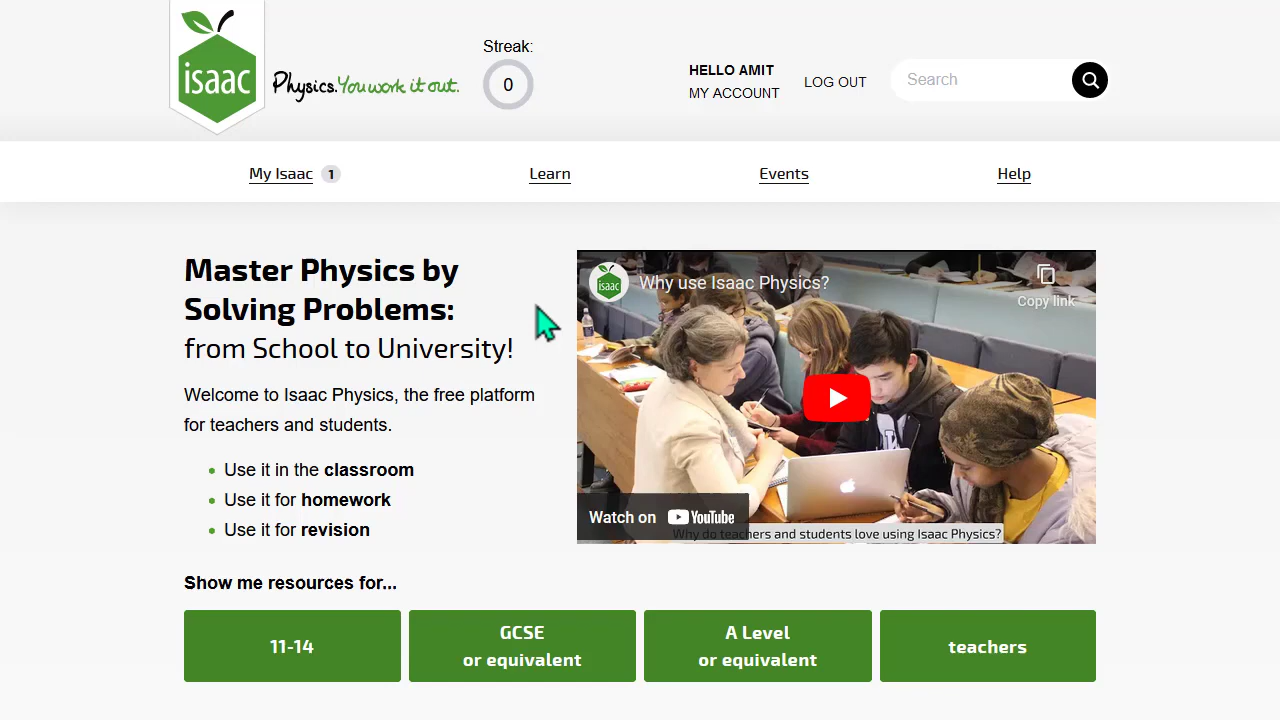 isaac
Physics. You work it out.
Streak:
0
HELLO AMIT
MY ACCOUNT
LOG OUT
Search
My Isaac 1
Learn
Events
Help
Master Physics by
Solving Problems:
from School to University!
Welcome to Isaac Physics, the free platform
for teachers and students.
Use it in the classroom
Use it for homework
Use it for revision
isaac
Why use Isaac Physics?
Copy link
Watch on YouTube
Why do teachers and students love using Isaac Physics?
Show me resources for...
11-14
GCSE
or equivalent
A Level
or equivalent
teachers